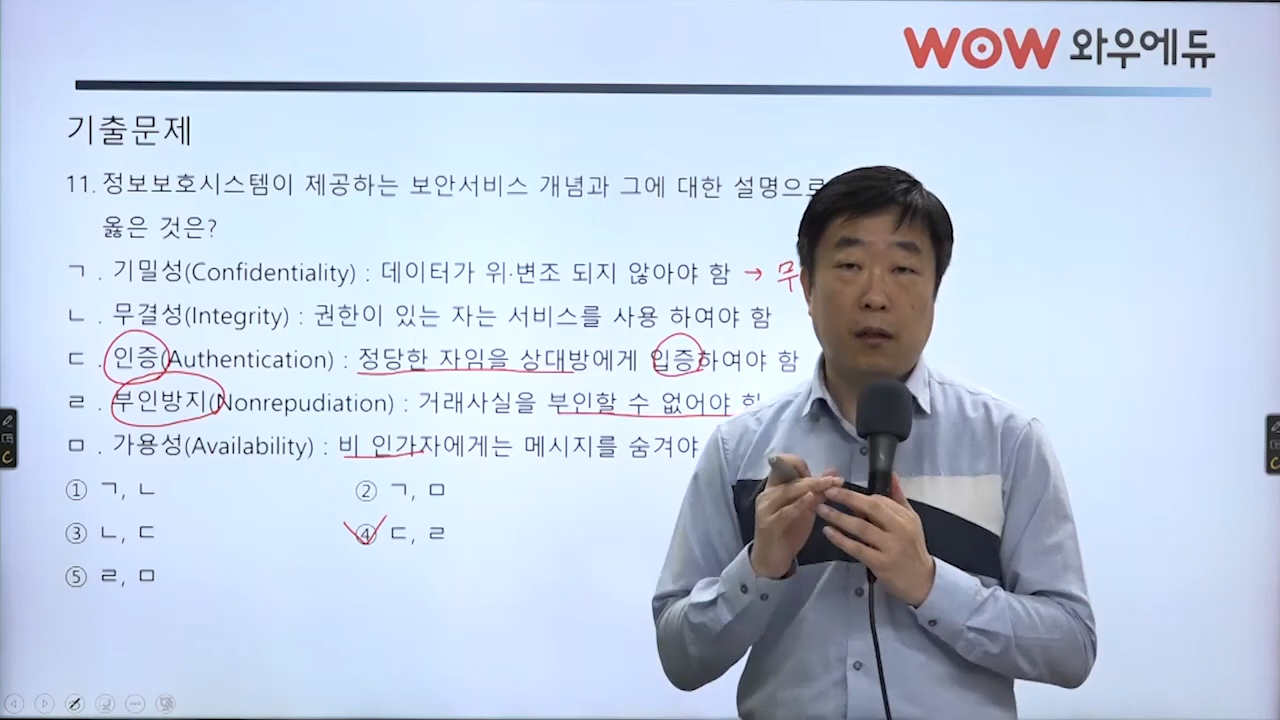 WOW 와우에듀
기출문제
11. 정보보호시스템이 제공하는 보안서비스 개념과 그에 대한 설명으로
옳은 것은?
ㄱ . 기밀성(Confidentiality) : 데이터가 위·변조 되지 않아야 함 → 무
ㄴ . 무결성(Integrity) : 권한이 있는 자는 서비스를 사용 하여야 함
ㄷ . 인증(Authentication) : 정당한 자임을 상대방에게 입증하여야 함
ㄹ . 부인방지(Nonrepudiation) : 거래사실을 부인할 수 없어야 함
ㅁ . 가용성(Availability) : 비 인가자에게는 메시지를 숨겨야
① ㄱ, ㄴ ② ㄱ, ㅁ
③ ㄴ, ㄷ ④ ㄷ, ㄹ
⑤ ㄹ, ㅁ